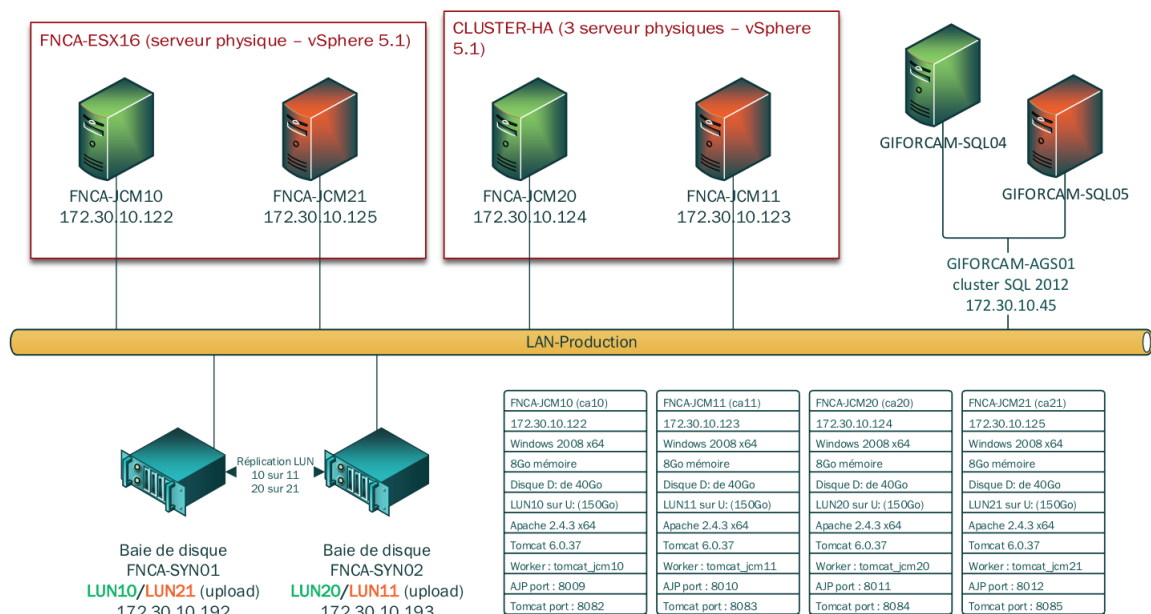 FNCA-ESX16 (serveur physique – vSphere 5.1)
FNCA-JCM10
172.30.10.122
FNCA-JCM21
172.30.10.125
CLUSTER-HA (3 serveur physiques – vSphere
5.1)
FNCA-JCM20
172.30.10.124
FNCA-JCM11
172.30.10.123
GIFORCAM-SQL04
GIFORCAM-SQL05
GIFORCAM-AGS01
cluster SQL 2012
172.30.10.45
LAN-Production
Réplication LUN
10 sur 11
20 sur 21
Baie de disque
FNCA-SYN01
LUN10/LUN21 (upload)
172.30.10.192
Baie de disque
FNCA-SYN02
LUN20/LUN11 (upload)
172.30.10.193
FNCA-JCM10 (ca10)
172.30.10.122
Windows 2008 x64
8Go mémoire
Disque D: de 40Go
LUN10 sur U: (150Go)
Apache 2.4.3 x64
Tomcat 6.0.37
Worker : tomcat_jcm10
AJP port : 8009
Tomcat port : 8082
FNCA-JCM11 (ca11)
172.30.10.123
Windows 2008 x64
8Go mémoire
Disque D: de 40Go
LUN11 sur U: (150Go)
Apache 2.4.3 x64
Tomcat 6.0.37
Worker : tomcat_jcm11
AJP port : 8010
Tomcat port : 8083
FNCA-JCM20 (ca20)
172.30.10.124
Windows 2008 x64
8Go mémoire
Disque D: de 40Go
LUN20 sur U: (150Go)
Apache 2.4.3 x64
Tomcat 6.0.37
Worker : tomcat_jcm20
AJP port : 8011
Tomcat port : 8084
FNCA-JCM21 (ca21)
172.30.10.125
Windows 2008 x64
8Go mémoire
Disque D: de 40Go
LUN21 sur U: (150Go)
Apache 2.4.3 x64
Tomcat 6.0.37
Worker : tomcat_jcm21
AJP port : 8012
Tomcat port : 8085